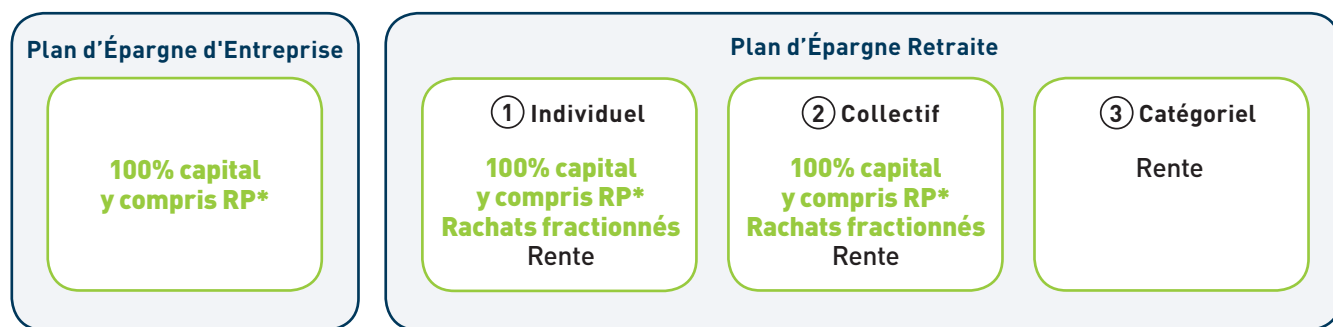 Plan d’Épargne d'Entreprise
100% capital
y compris RP*
Plan d’Épargne Retraite
1 Individuel
100% capital
y compris RP*
Rachats fractionnés
Rente
2 Collectif
100% capital
y compris RP*
Rachats fractionnés
Rente
3 Catégoriel
Rente